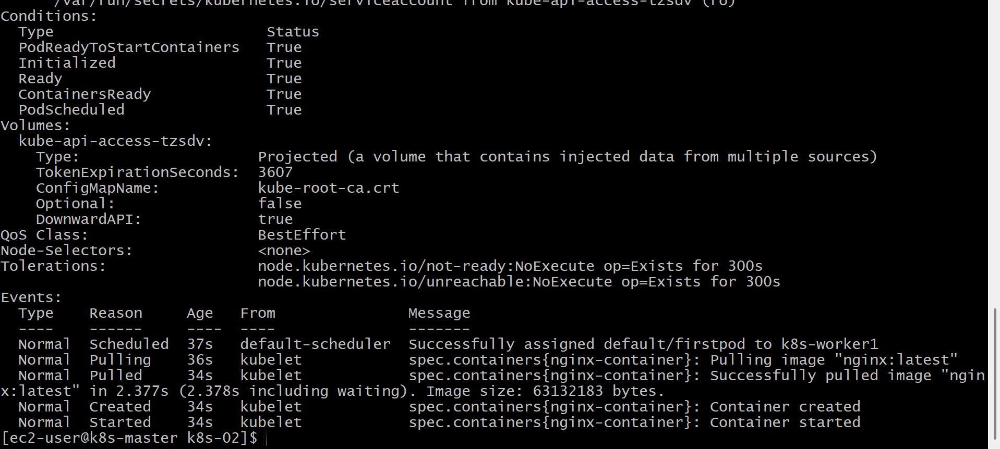 /var/run/secrets/kubernetes.io/serviceaccount from kube-api-access-tzsdv (ro)
Conditions:
  Type                        Status
  PodReadyToStartContainers   True
  Initialized                 True
  Ready                       True
  ContainersReady             True
  PodScheduled                True
Volumes:
  kube-api-access-tzsdv:
    Type:                    Projected (a volume that contains injected data from multiple sources)
    TokenExpirationSeconds:  3607
    ConfigMapName:           kube-root-ca.crt
    Optional:                false
    DownwardAPI:             true
QoS Class:                   BestEffort
Node-Selectors:              <none>
Tolerations:                 node.kubernetes.io/not-ready:NoExecute op=Exists for 300s
                             node.kubernetes.io/unreachable:NoExecute op=Exists for 300s
Events:
  Type    Reason     Age   From               Message
  ----    ------     ----  ----               -------
  Normal  Scheduled  37s   default-scheduler  Successfully assigned default/firstpod to k8s-worker1
  Normal  Pulling    36s   kubelet            spec.containers{nginx-container}: Pulling image "nginx:latest"
  Normal  Pulled     34s   kubelet            spec.containers{nginx-container}: Successfully pulled image "ngin
x:latest" in 2.377s (2.378s including waiting). Image size: 63132183 bytes.
  Normal  Created    34s   kubelet            spec.containers{nginx-container}: Container created
  Normal  Started    34s   kubelet            spec.containers{nginx-container}: Container started
[ec2-user@k8s-master k8s-02]$